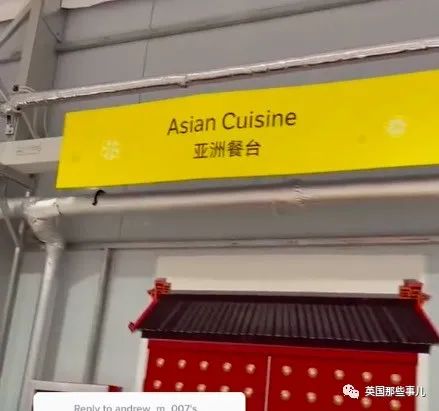 Asian Cuisine
亚洲餐台
Reply to andrew_m_007's
英国那些事儿